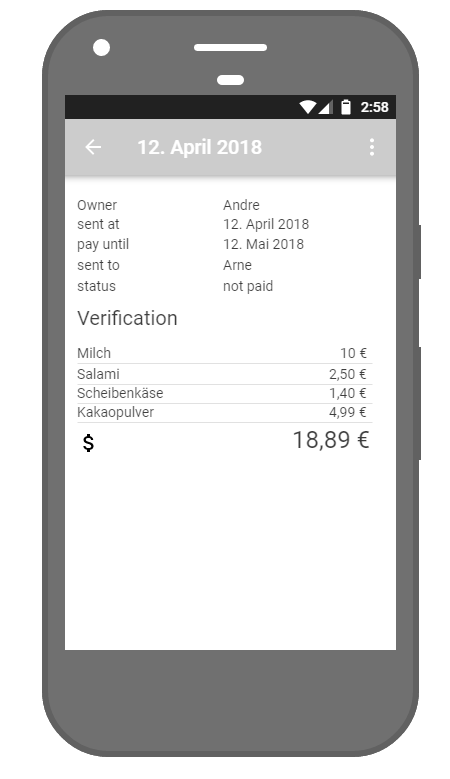 2:58
12. April 2018
Owner Andre
sent at 12. April 2018
pay until 12. Mai 2018
sent to Arne
status not paid
Verification
Milch 10 €
Salami 2,50 €
Scheibenkäse 1,40 €
Kakaopulver 4,99 €
$ 18,89 €